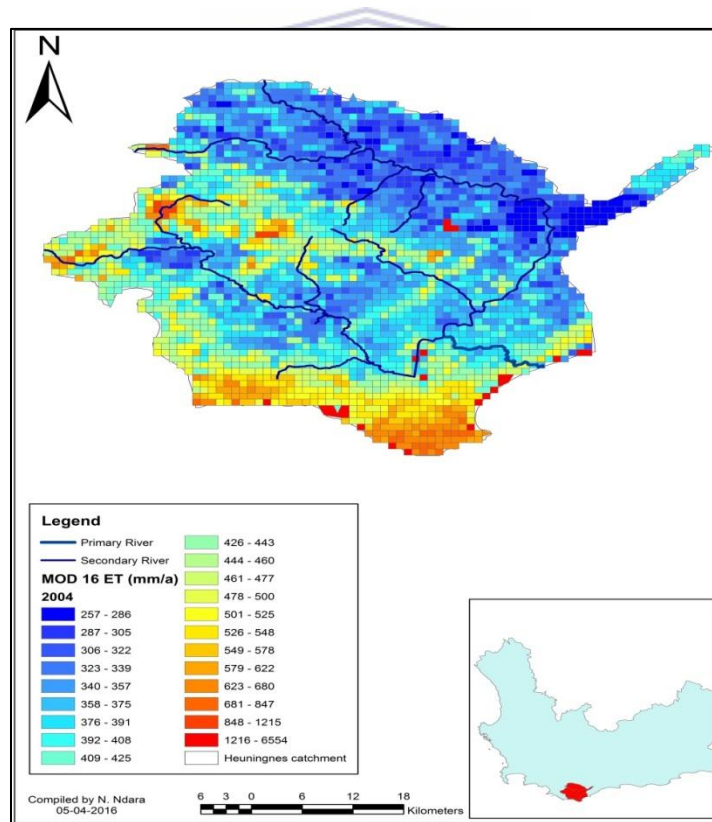 N
Legend
Primary River
Secondary River
MOD 16 ET (mm/a)
2004
257 - 286
287 - 305
306 - 322
323 - 339
340 - 357
358 - 375
376 - 391
392 - 408
409 - 425
426 - 443
444 - 460
461 - 477
478 - 500
501 - 525
526 - 548
549 - 578
579 - 622
623 - 680
681 - 847
848 - 1215
1216 - 6554
Heuningnes catchment
Compiled by N. Ndara
05-04-2016
6 3 0 6 12 18
Kilometers